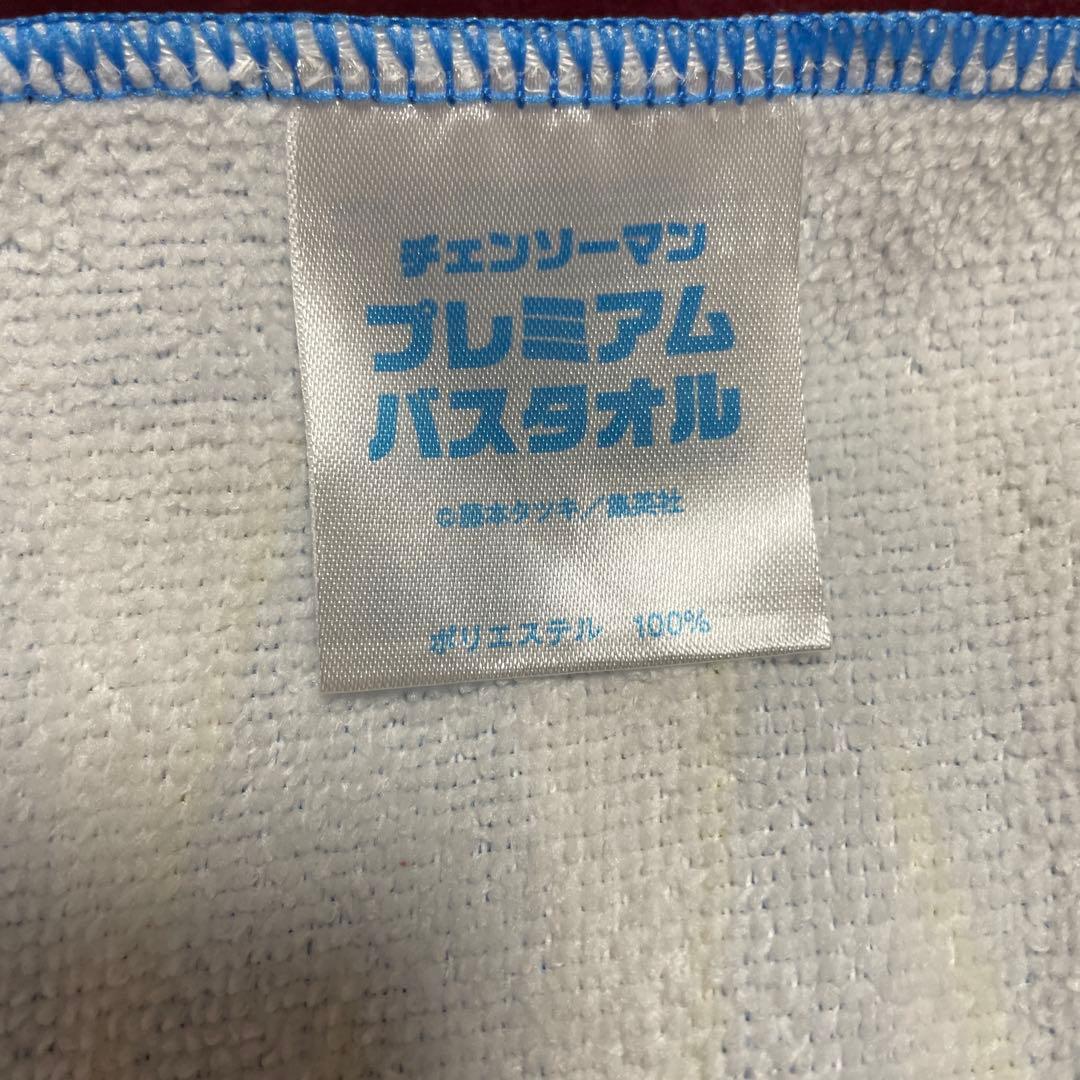 チェンソーマン
プレミアム
バスタオル
©藤本タツキ/集英社
ポリエステル 100%